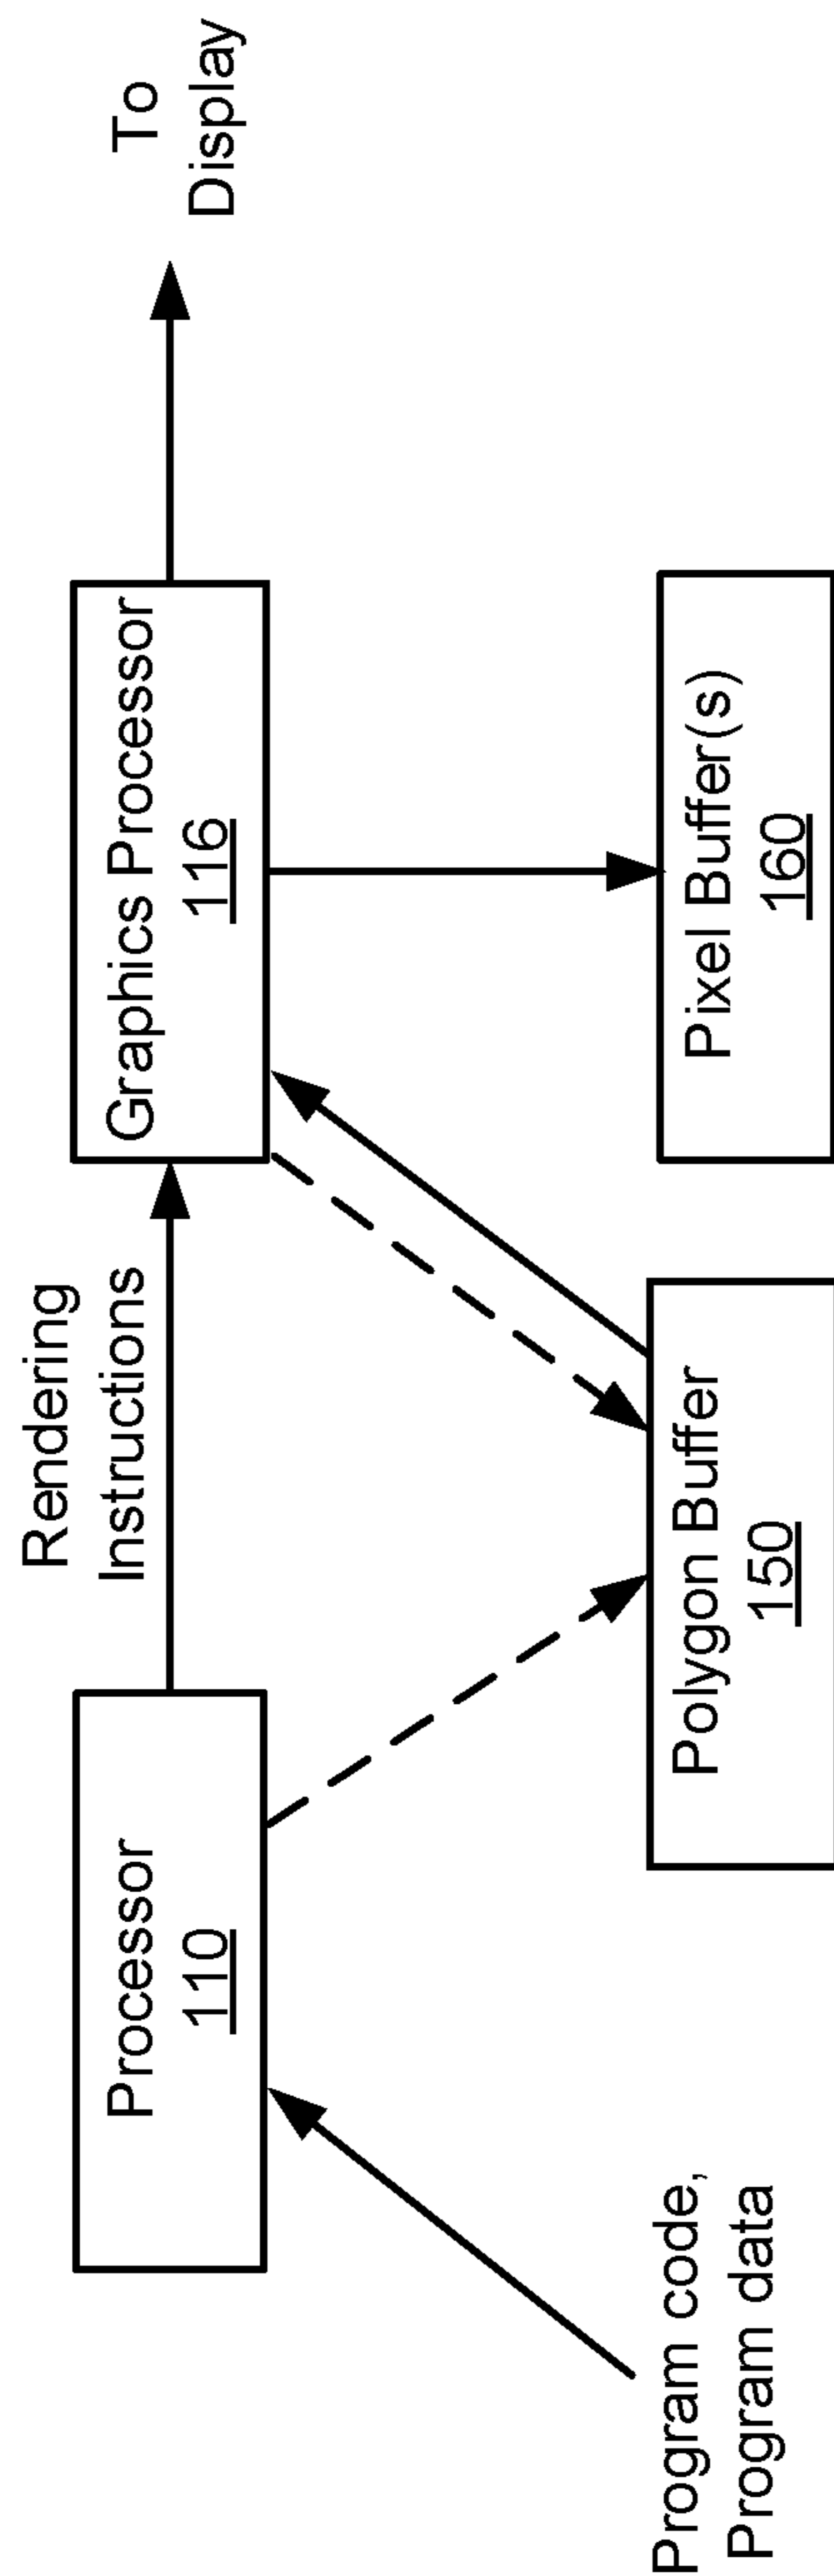 Rendering
Instructions
To
Display
Processor
110
Graphics Processor
116
Program code,
Program data
Polygon Buffer
150
Pixel Buffer(s)
160